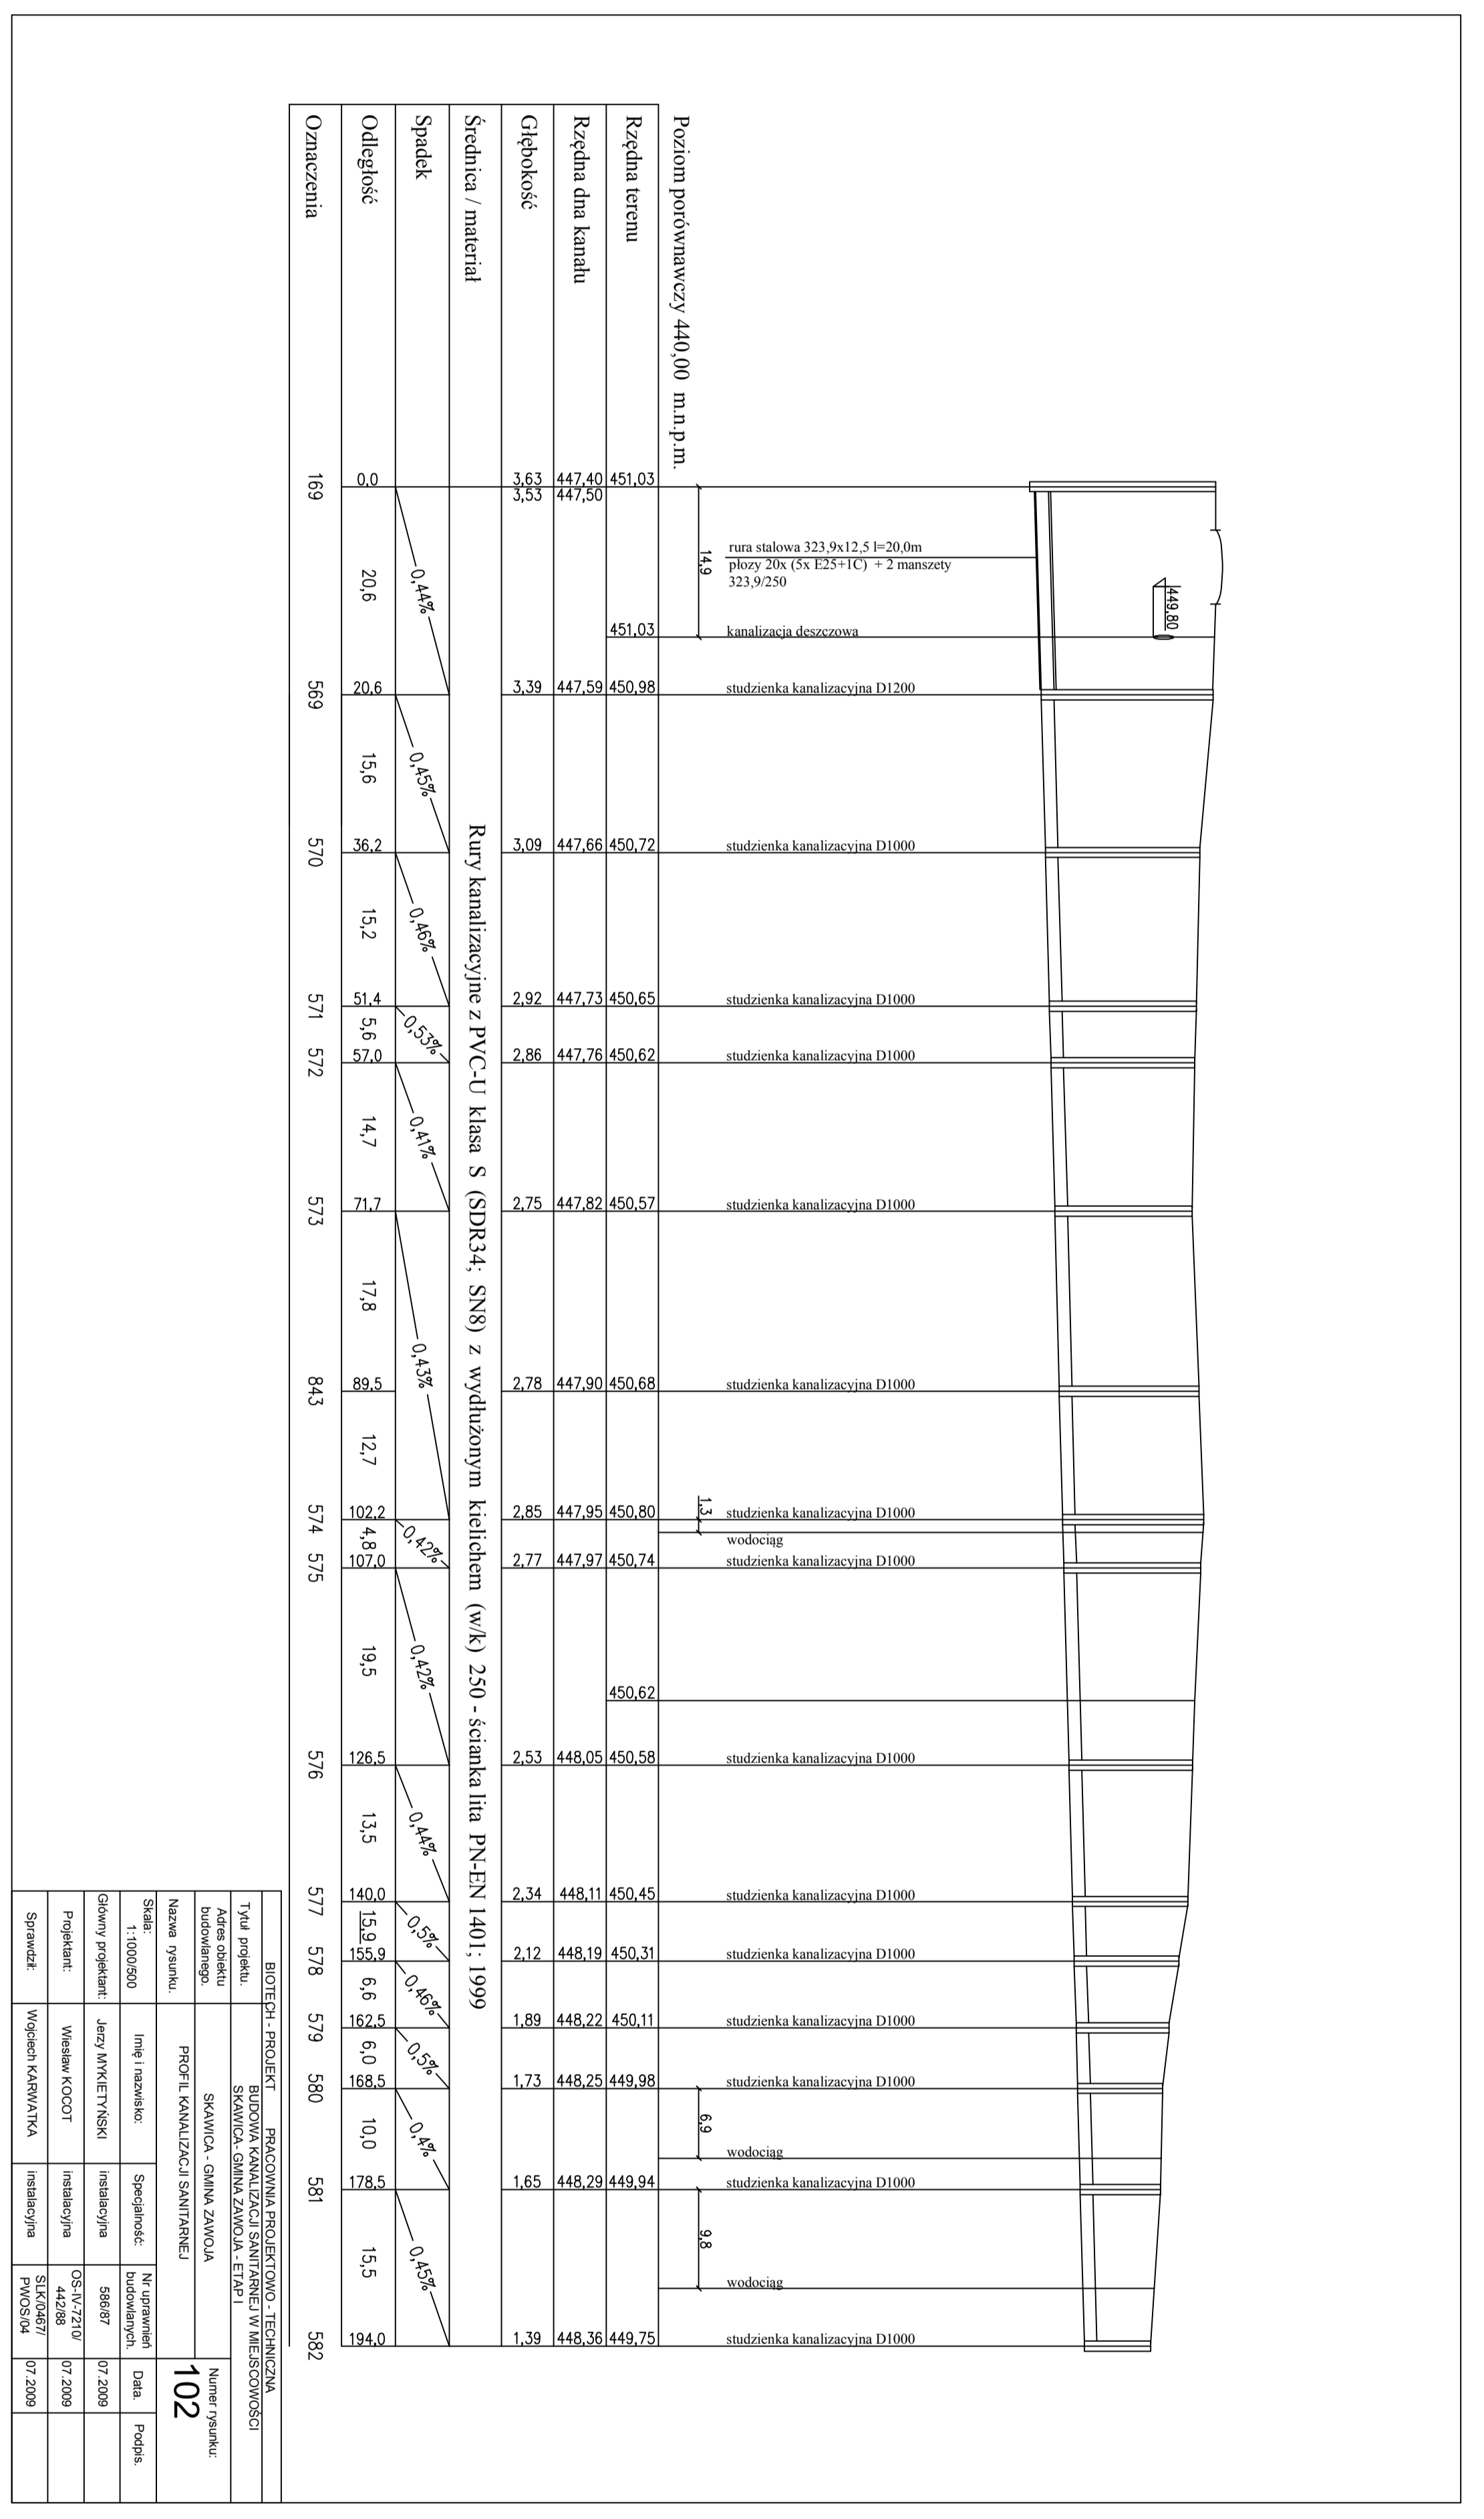 Poziom porównawczy 440,00 m.n.p.m.
Rzędna terenu
Rzędna dna kanału
Głębokość
Średnica / materiał
Spadek
Odległość
Oznaczenia
451,03
451,03
450,98
450,72
450,65
450,62
450,57
450,68
450,80
450,74
450,62
450,58
450,45
450,31
450,11
449,98
449,94
449,75
447,40
447,50
447,59
447,66
447,73
447,76
447,82
447,90
447,95
447,97
448,05
448,11
448,19
448,22
448,25
448,29
448,36
3,63
3,53
3,39
3,09
2,92
2,86
2,75
2,78
2,85
2,77
2,53
2,34
2,12
1,89
1,73
1,65
1,39
Rury kanalizacyjne z PVC-U klasa S (SDR34; SN8) z wydłużonym kielichem (w/k) 250 - ścianka lita PN-EN 1401; 1999
0,44%
0,45%
0,46%
0,53%
0,41%
0,43%
0,42%
0,42%
0,44%
0,5%
0,46%
0,5%
0,4%
0,45%
0,0
20,6
20,6
15,6
36,2
15,2
51,4
5,6
57,0
14,7
71,7
17,8
89,5
12,7
102,2
4,8
107,0
19,5
126,5
13,5
140,0
15,9
155,9
6,6
162,5
6,0
168,5
10,0
178,5
15,5
194,0
169
569
570
571
572
573
843
574
575
576
577
578
579
580
581
582
14,9
rura stalowa 323,9x12,5 l=20,0m
płozy 20x (5x E25+1C) + 2 manszety
323,9/250
449,80
kanalizacja deszczowa
studzienka kanalizacyjna D1200
studzienka kanalizacyjna D1000
studzienka kanalizacyjna D1000
studzienka kanalizacyjna D1000
studzienka kanalizacyjna D1000
studzienka kanalizacyjna D1000
1,3
studzienka kanalizacyjna D1000
wodociąg
studzienka kanalizacyjna D1000
studzienka kanalizacyjna D1000
studzienka kanalizacyjna D1000
studzienka kanalizacyjna D1000
studzienka kanalizacyjna D1000
studzienka kanalizacyjna D1000
6,9
wodociąg
studzienka kanalizacyjna D1000
9,8
wodociąg
studzienka kanalizacyjna D1000
BIOTECH - PROJEKT PRACOWNIA PROJEKTOWO - TECHNICZNA
Tytuł projektu.
BUDOWA KANALIZACJI SANITARNEJ W MIEJSCOWOŚCI
SKAWICA- GMINA ZAWOJA - ETAP I
Adres obiektu
budowlanego.
SKAWICA - GMINA ZAWOJA
Numer rysunku:
102
Nazwa rysunku.
PROFIL KANALIZACJI SANITARNEJ
Skala:
1:1000/500
Imię i nazwisko:
Specjalność:
Nr uprawnień
budowlanych.
Data.
Podpis.
Główny projektant:
Jerzy MYKIETYŃSKI
instalacyjna
586/87
07.2009
Projektant:
Wiesław KOCOT
instalacyjna
OS-IV-7210/
442/88
07.2009
Sprawdził:
Wojciech KARWATKA
instalacyjna
SLK/0467/
PWOS/04
07.2009